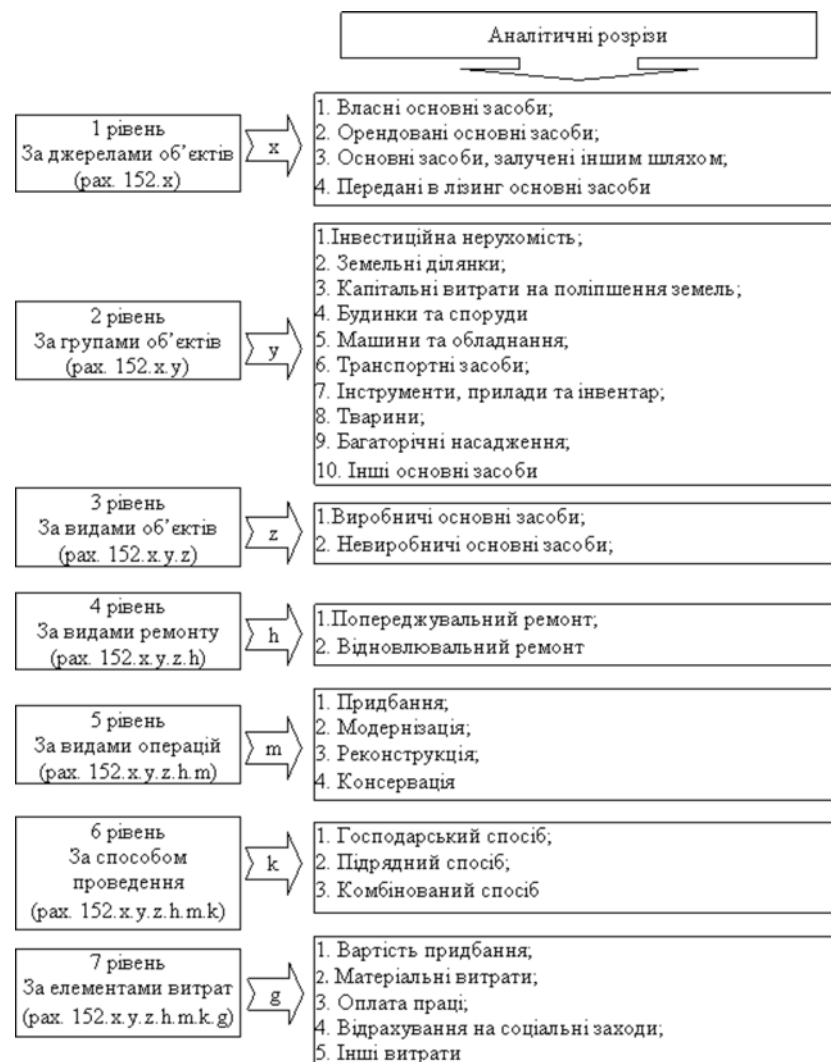 Аналітичні розрізи
1 рівень
За джерелами об’єктів
(рах. 152.x)
x
1. Власні основні засоби;
2. Орендовані основні засоби;
3. Основні засоби, залучені іншим шляхом;
4. Передані в лізинг основні засоби
2 рівень
За групами об’єктів
(рах. 152.x.y)
y
1.Інвестиційна нерухомість;
2. Земельні ділянки;
3. Капітальні витрати на поліпшення земель;
4. Будинки та споруди
5. Машини та обладнання;
6. Транспортні засоби;
7. Інструменти, прилади та інвентар;
8. Тварини;
9. Багаторічні насадження;
10. Інші основні засоби
3 рівень
За видами об’єктів
(рах. 152.x.y.z)
z
1.Виробничі основні засоби;
2. Невиробничі основні засоби;
4 рівень
За видами ремонту
(рах. 152.x.y.z.h)
h
1.Попереджувальний ремонт;
2. Відновлювальний ремонт
5 рівень
За видами операцій
(рах. 152.x.y.z.h.m)
m
1. Придбання;
2. Модернізація;
3. Реконструкція;
4. Консервація
6 рівень
За способом
проведення
(рах. 152.x.y.z.h.m.k)
k
1. Господарський спосіб;
2. Підрядний спосіб;
3. Комбінований спосіб
7 рівень
За елементами витрат
(рах. 152.x.y.z.h.m.k.g)
g
1. Вартість придбання;
2. Матеріальні витрати;
3. Оплата праці;
4. Відрахування на соціальні заходи;
5. Інші витрати